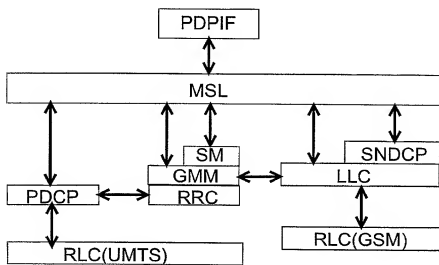 PDPIF
MSL
SM
SNDCP
GMM
LLC
PDCP
RRC
RLC(UMTS)
RLC(GSM)